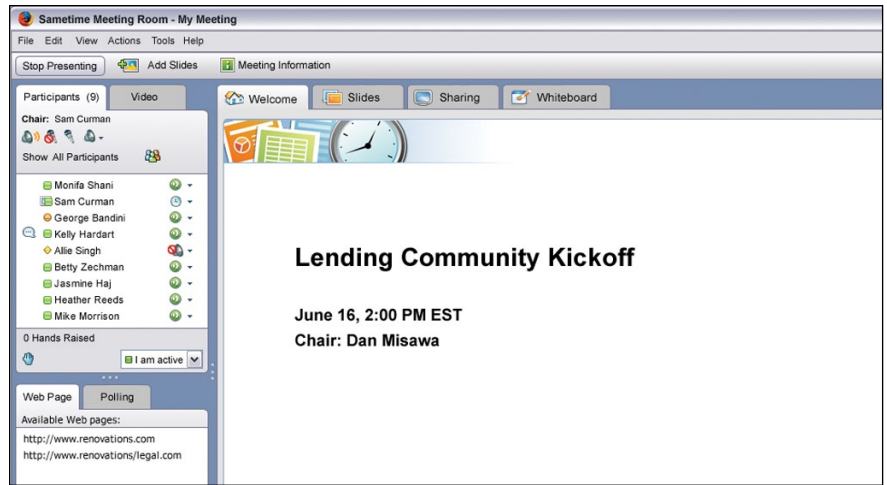 Sametime Meeting Room - My Meeting
File Edit View Actions Tools Help
Stop Presenting Add Slides Meeting Information
Participants (9) Video
Welcome Slides Sharing Whiteboard
Chair: Sam Curman
Show All Participants
Monifa Shani
Sam Curman
George Bandini
Kelly Hardart
Allie Singh
Betty Zechman
Jasmine Haj
Heather Reeds
Mike Morrison
Lending Community Kickoff
June 16, 2:00 PM EST
Chair: Dan Misawa
0 Hands Raised
I am active
Web Page Polling
Available Web pages:
http://www.renovations.com
http://www.renovations/legal.com